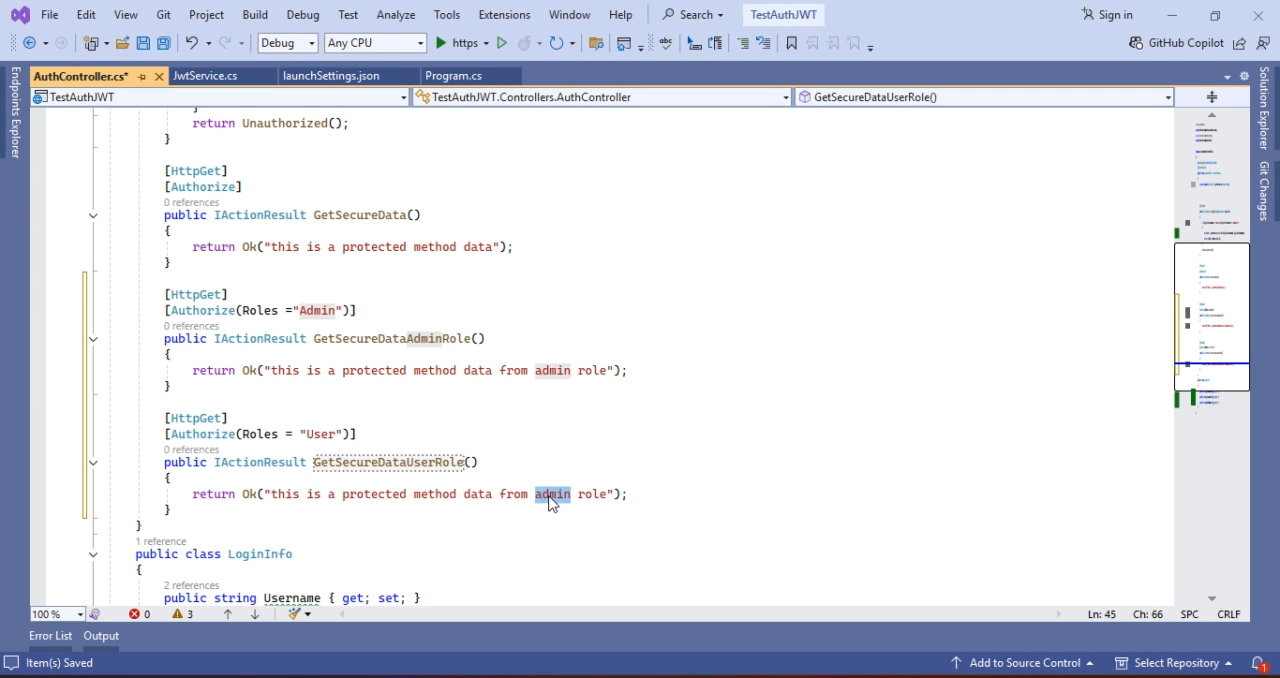 File Edit View Git Project Build Debug Test Analyze Tools Extensions Window Help Search TestAuthJWT Sign in
Debug Any CPU https GitHub Copilot
Endpoints Explorer
AuthController.cs* JwtService.cs launchSettings.json Program.cs
TestAuthJWT TestAuthJWT.Controllers.AuthController GetSecureDataUserRole()
}
return Unauthorized();
}
[HttpGet]
[Authorize]
0 references
public IActionResult GetSecureData()
{
return Ok("this is a protected method data");
}
[HttpGet]
[Authorize(Roles ="Admin")]
0 references
public IActionResult GetSecureDataAdminRole()
{
return Ok("this is a protected method data from admin role");
}
[HttpGet]
[Authorize(Roles = "User")]
0 references
public IActionResult GetSecureDataUserRole()
{
return Ok("this is a protected method data from admin role");
}
}
1 reference
public class LoginInfo
{
2 references
public string Username { get; set; }
Solution Explorer
Git Changes
100 % 0 3 Ln: 45 Ch: 66 SPC CRLF
Error List Output
Item(s) Saved Add to Source Control Select Repository 1